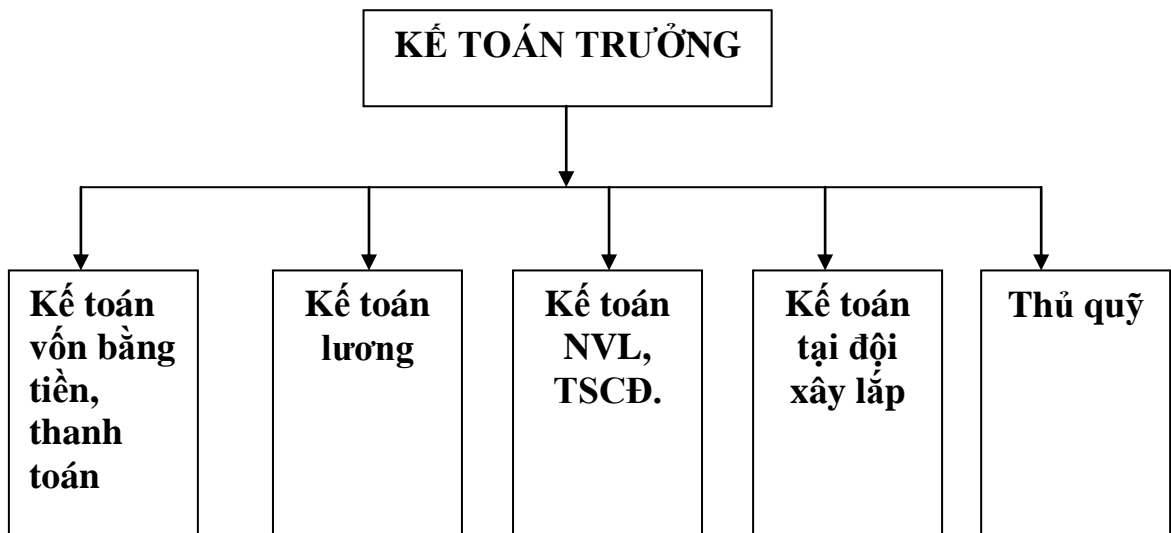 KẾ TOÁN TRƯỞNG
Kế toán
vốn bằng
tiền,
thanh
toán
Kế toán
lương
Kế toán
NVL,
TSCĐ.
Kế toán
tại đội
xây lắp
Thủ quỹ